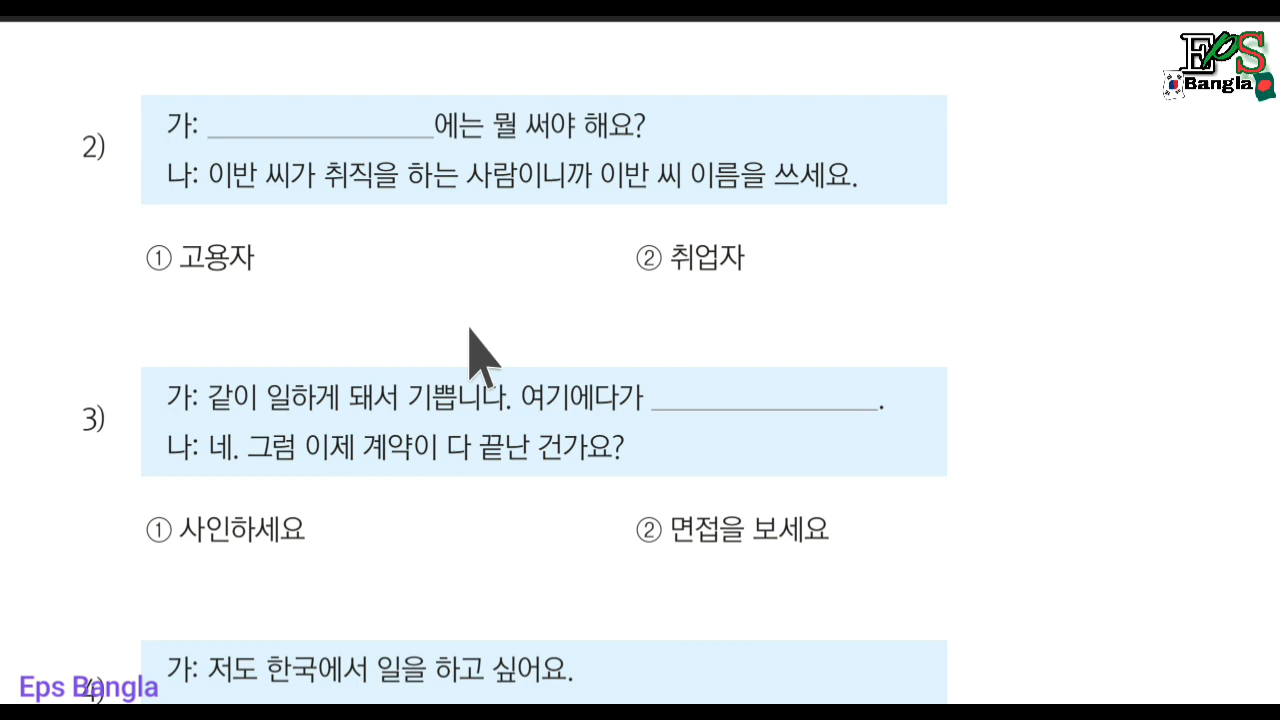 EPS
Bangla
2)
가: ______________에는 뭘 써야 해요?
나: 이반 씨가 취직을 하는 사람이니까 이반 씨 이름을 쓰세요.
① 고용자
② 취업자
3)
가: 같이 일하게 돼서 기쁩니다. 여기에다가 ______________.
나: 네. 그럼 이제 계약이 다 끝난 건가요?
① 사인하세요
② 면접을 보세요
4)
가: 저도 한국에서 일을 하고 싶어요.
Eps Bangla